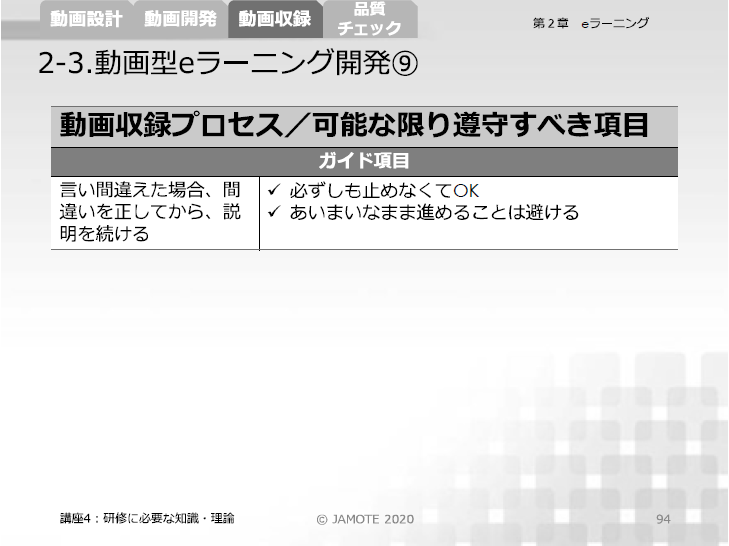 動画設計 動画開発 動画収録 品質
チェック
第2章 eラーニング
2-3.動画型eラーニング開発⑨
動画収録プロセス／可能な限り遵守すべき項目
ガイド項目
言い間違えた場合、間
違いを正してから、説
明を続ける
✓ 必ずしも止めなくてOK
✓ あいまいなまま進めることは避ける
講座4：研修に必要な知識・理論
© JAMOTE 2020
94